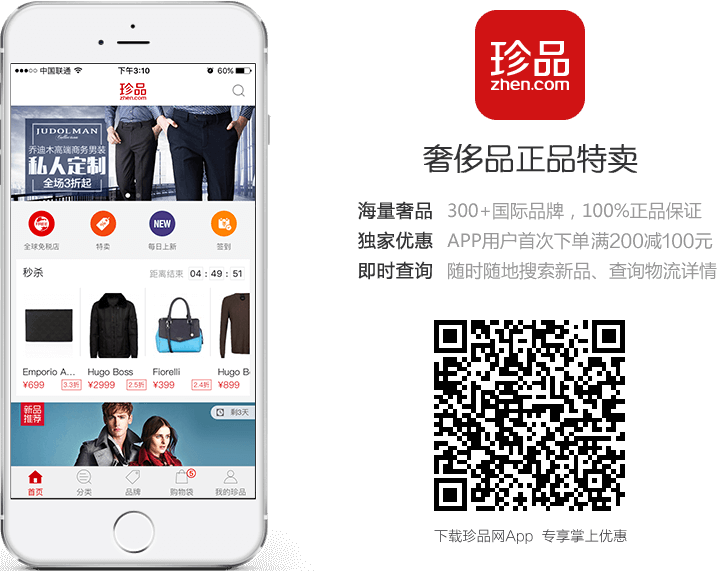 中国联通
下午3:10
60%
珍品
zhen.com
JUDOLMAN
Collection
乔迪木高端商务男装
私人定制
全场3折起
全球免税店
特卖
NEW
每日上新
签到
秒杀
距离结束 04 : 49 : 51
Emporio A...
¥699
3.3折
Hugo Boss
¥2999
2.5折
Fiorelli
¥399
2.4折
Hugo B
¥899
新品
推荐
剩3天
首页
分类
品牌
5
购物袋
我的珍品
珍品
zhen.com
奢侈品正品特卖
海量奢品 300+国际品牌，100%正品保证
独家优惠 APP用户首次下单满200减100元
即时查询 随时随地搜索新品、查询物流详情
下载珍品网App 专享掌上优惠